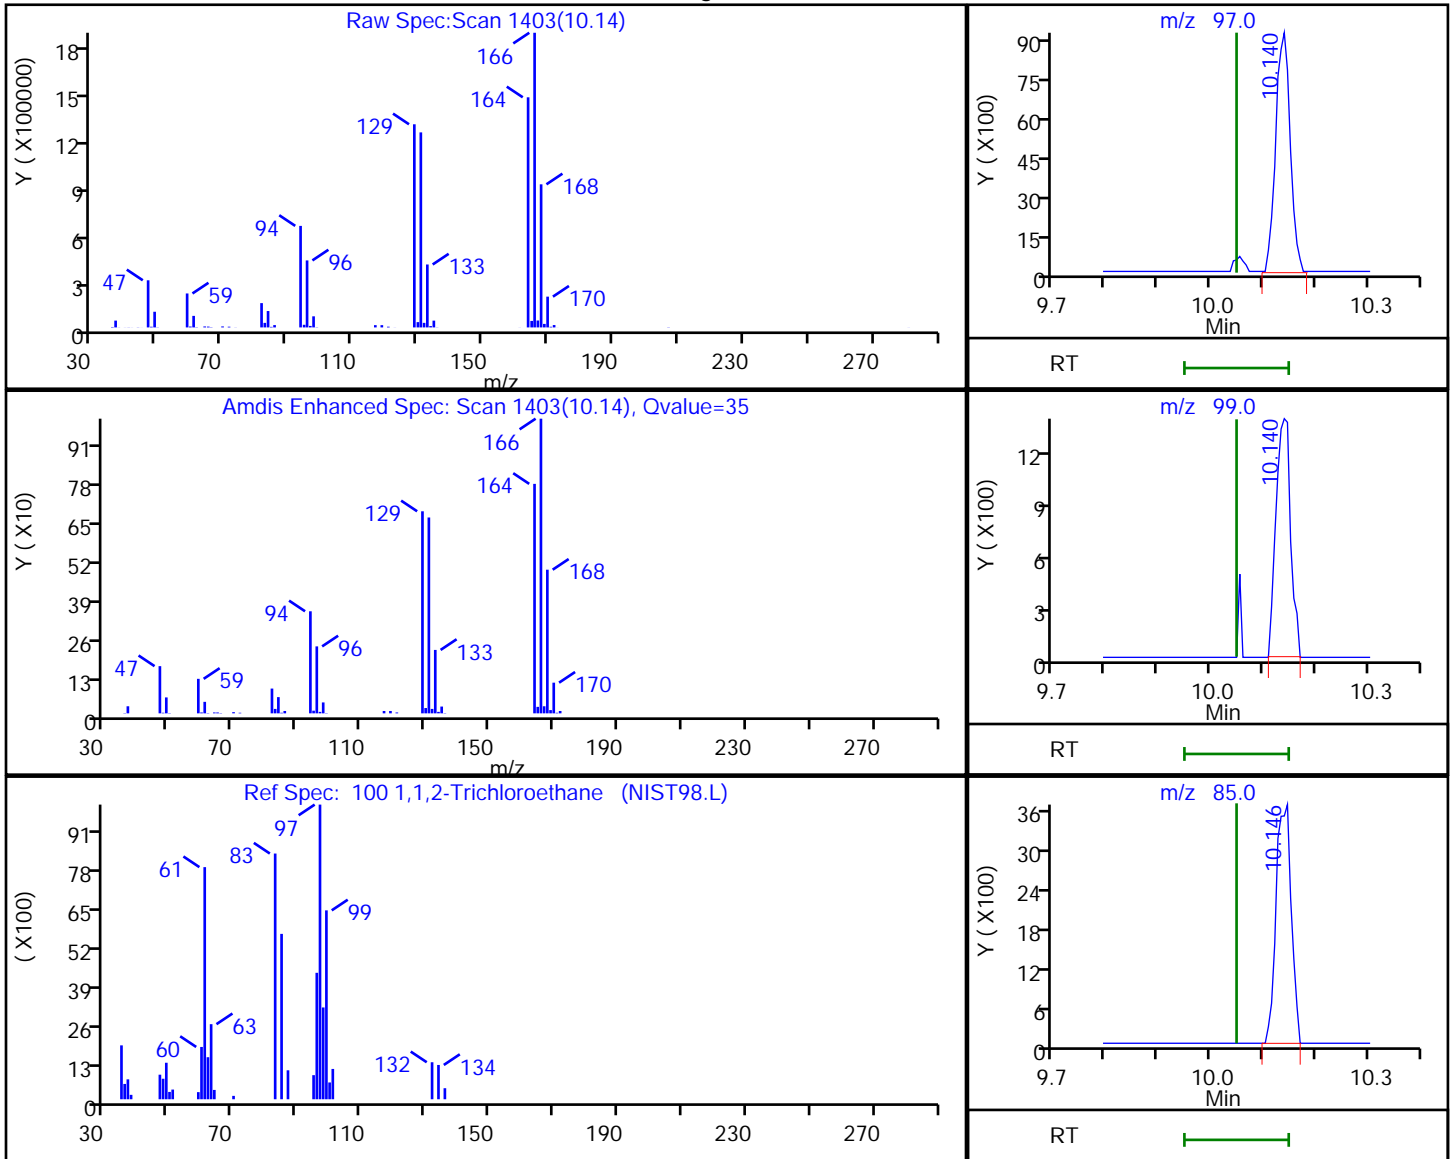 Raw Spec:Scan 1403(10.14)
Y ( X100000)
18
15
12
9
6
3
0
47
59
94
96
129
133
164
166
168
170
30 70 110 150 190 230 270
m/z
m/z 97.0
Y ( X100)
90
75
60
45
30
15
0
10.140
9.7 10.0 10.3
Min
RT
Amdis Enhanced Spec: Scan 1403(10.14), Qvalue=35
Y ( X10)
91
78
65
52
39
26
13
0
47
59
94
96
129
133
164
166
168
170
30 70 110 150 190 230 270
m/z
m/z 99.0
Y ( X100)
12
9
6
3
0
10.140
9.7 10.0 10.3
Min
RT
Ref Spec: 100 1,1,2-Trichloroethane (NIST98.L)
( X100)
91
78
65
52
39
26
13
0
60
61
63
83
97
99
132
134
30 70 110 150 190 230 270
m/z 85.0
Y ( X100)
36
30
24
18
12
6
0
10.146
9.7 10.0 10.3
Min
RT